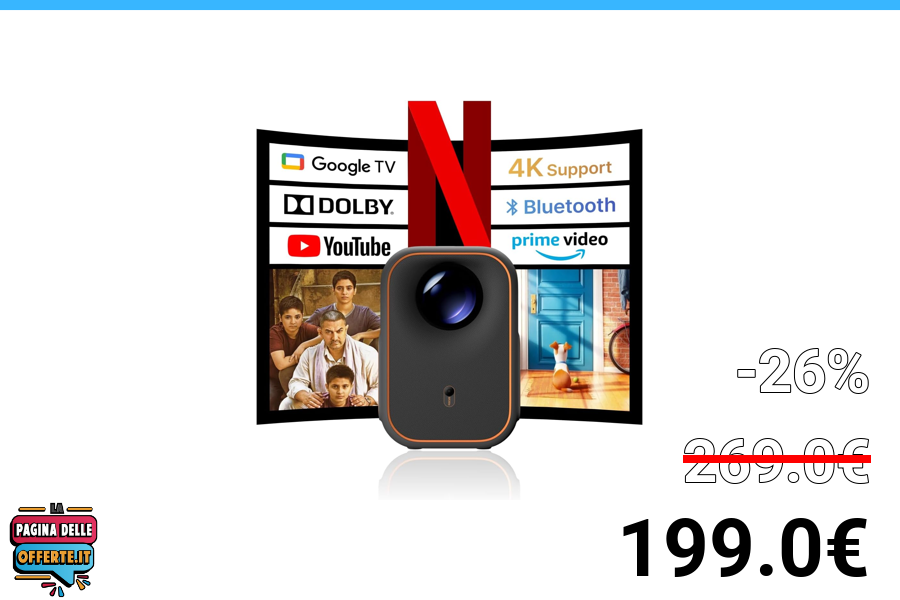 Google TV
DOLBY
YouTube
4K Support
Bluetooth
prime video
-26%
269.0€
199.0€
LA
PAGINA DELLE
OFFERTE.IT